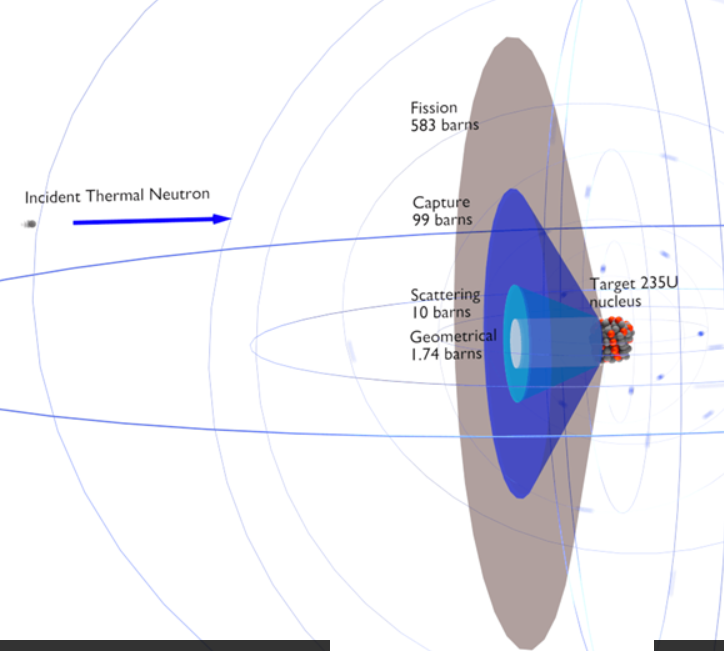 Fission
583 barns
Incident Thermal Neutron
Capture
99 barns
Scattering
10 barns
Target 235U
nucleus
Geometrical
1.74 barns